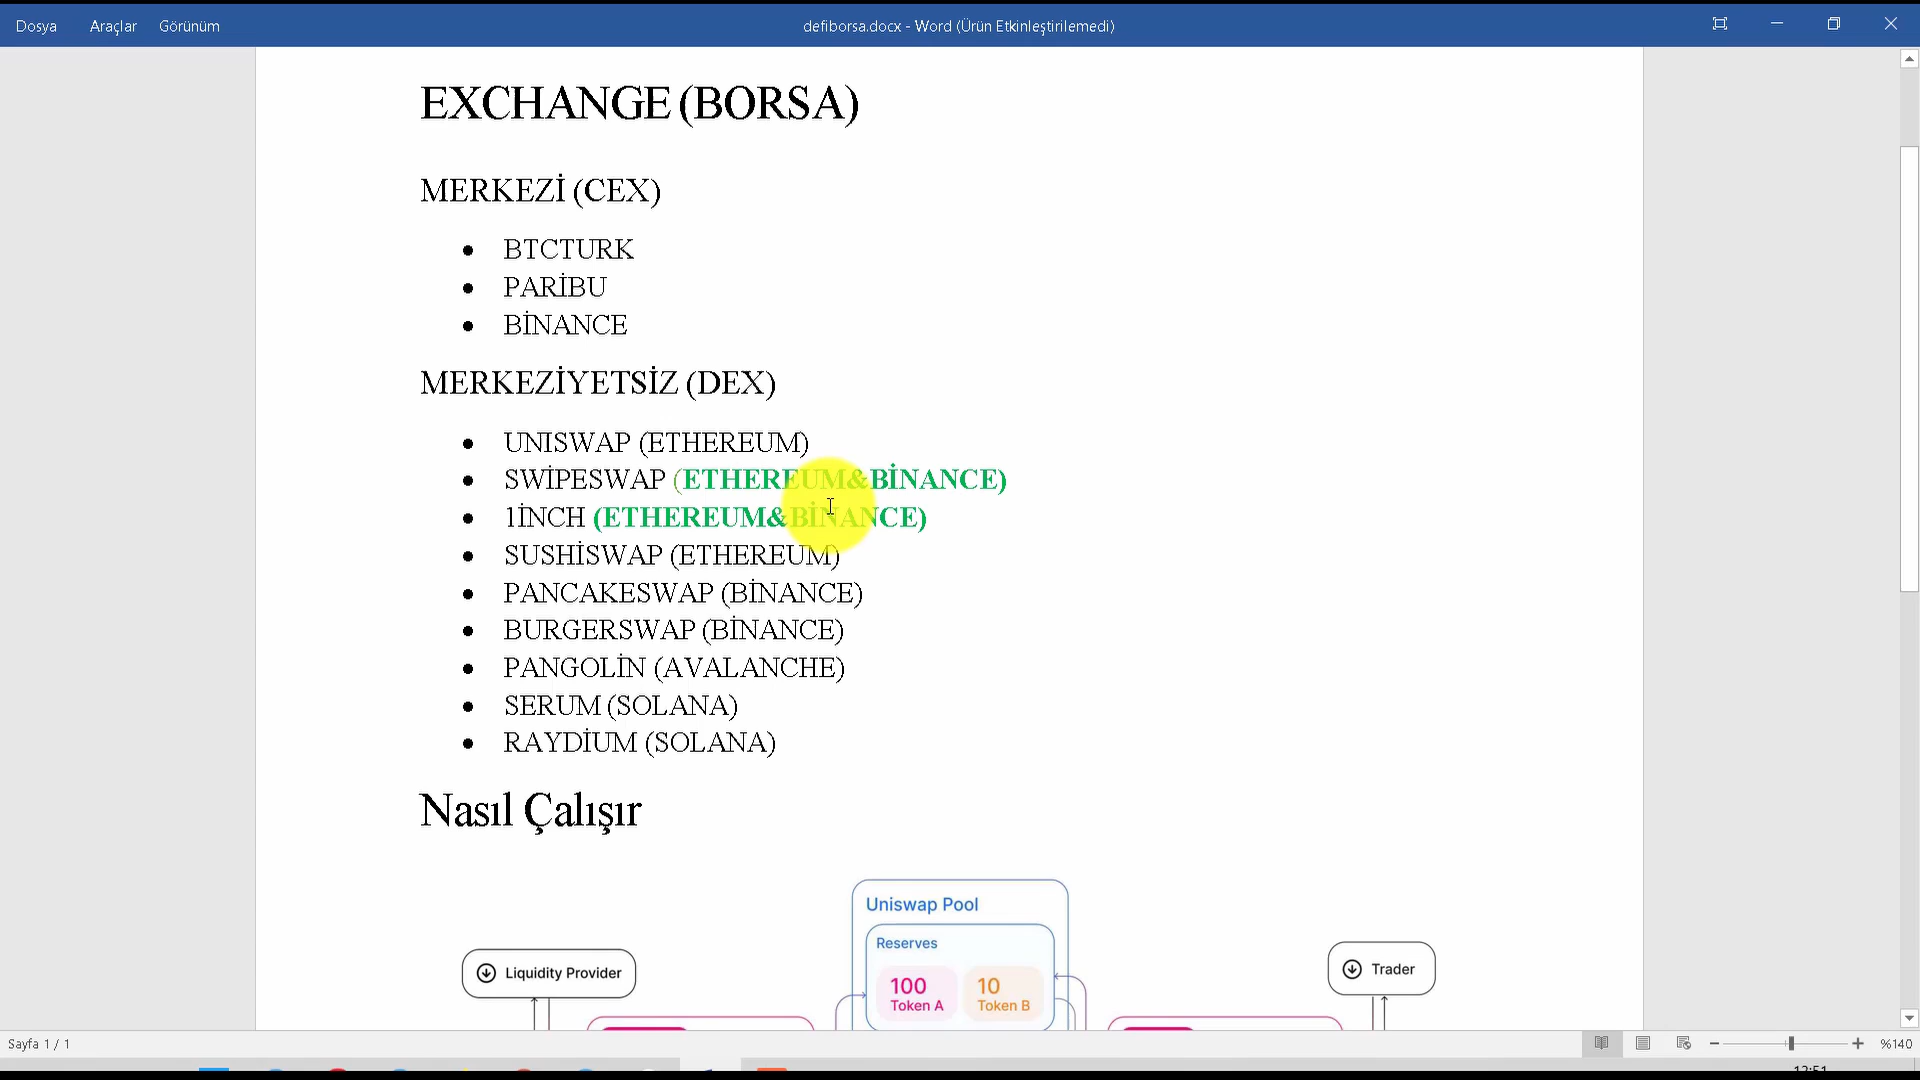 Dosya Araçlar Görünüm defiborsa.docx - Word (Ürün Etkinleştirilemedi)
EXCHANGE (BORSA)
MERKEZİ (CEX)
• BTCTURK
• PARİBU
• BİNANCE
MERKEZİYETSİZ (DEX)
• UNISWAP (ETHEREUM)
• SWİPESWAP (ETHEREUM&BİNANCE)
• 1İNCH (ETHEREUM&BİNANCE)
• SUSHİSWAP (ETHEREUM)
• PANCAKESWAP (BİNANCE)
• BURGERSWAP (BİNANCE)
• PANGOLİN (AVALANCHE)
• SERUM (SOLANA)
• RAYDİUM (SOLANA)
Nasıl Çalışır
Uniswap Pool
Reserves
Liquidity Provider
100
Token A
10
Token B
Trader
Sayfa 1 / 1
%140